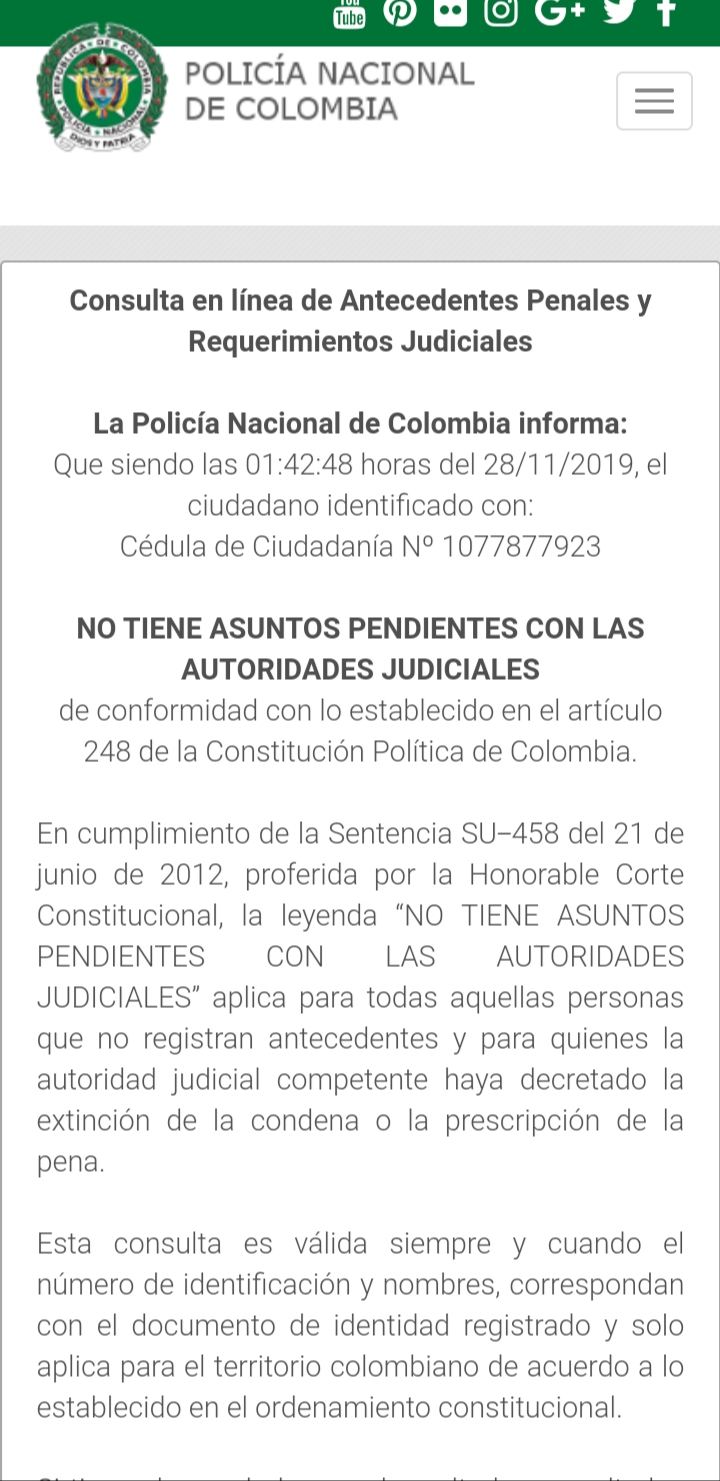 You
Tube
POLICÍA NACIONAL
DE COLOMBIA
REPÚBLICA DE COLOMBIA
POLICÍA NACIONAL
DIOS Y PATRIA
Consulta en línea de Antecedentes Penales y
Requerimientos Judiciales
La Policía Nacional de Colombia informa:
Que siendo las 01:42:48 horas del 28/11/2019, el
ciudadano identificado con:
Cédula de Ciudadanía Nº 1077877923
NO TIENE ASUNTOS PENDIENTES CON LAS
AUTORIDADES JUDICIALES
de conformidad con lo establecido en el artículo
248 de la Constitución Política de Colombia.
En cumplimiento de la Sentencia SU–458 del 21 de
junio de 2012, proferida por la Honorable Corte
Constitucional, la leyenda “NO TIENE ASUNTOS
PENDIENTES CON LAS AUTORIDADES
JUDICIALES” aplica para todas aquellas personas
que no registran antecedentes y para quienes la
autoridad judicial competente haya decretado la
extinción de la condena o la prescripción de la
pena.
Esta consulta es válida siempre y cuando el
número de identificación y nombres, correspondan
con el documento de identidad registrado y solo
aplica para el territorio colombiano de acuerdo a lo
establecido en el ordenamiento constitucional.